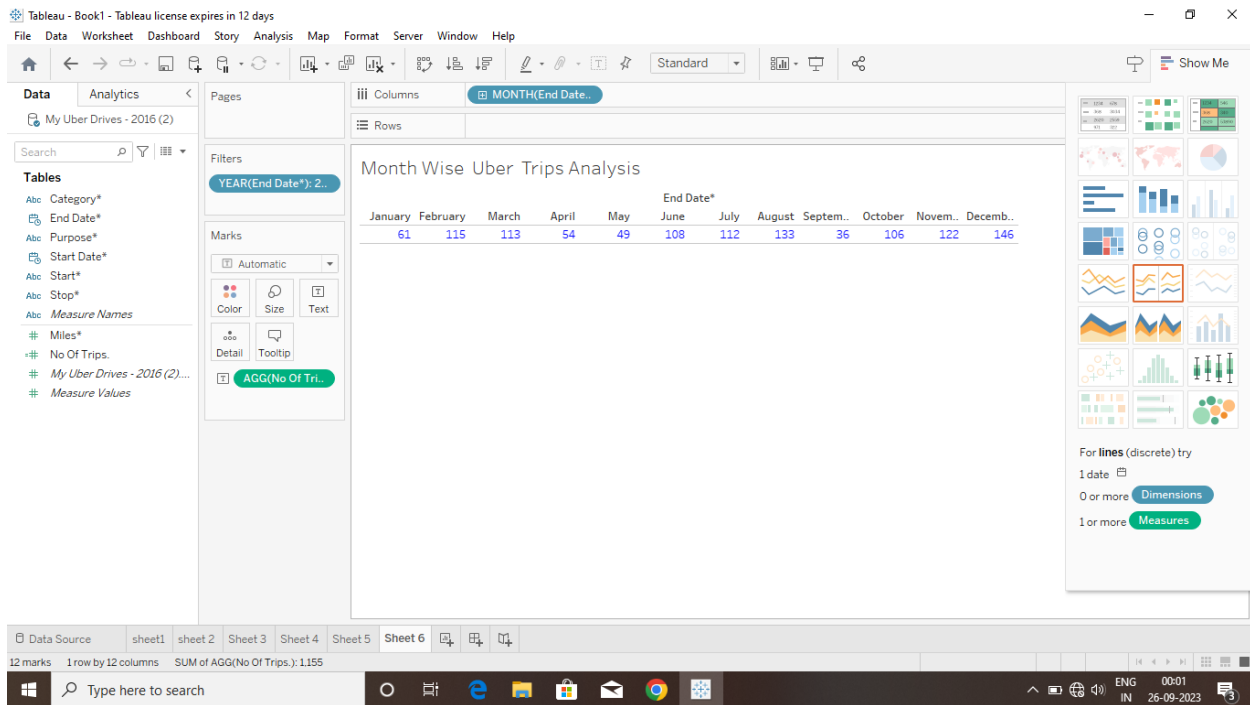 Tableau - Book1 - Tableau license expires in 12 days
File Data Worksheet Dashboard Story Analysis Map Format Server Window Help
Standard
Show Me
Data Analytics
My Uber Drives - 2016 (2)
Search
Tables
Abc Category*
End Date*
Abc Purpose*
Start Date*
Abc Start*
Abc Stop*
Abc Measure Names
# Miles*
=# No Of Trips.
# My Uber Drives - 2016 (2)....
# Measure Values
Pages
Filters
YEAR(End Date*): 2..
Marks
Automatic
Color Size Text
Detail Tooltip
AGG(No Of Tri..
Columns MONTH(End Date..
Rows
Month Wise Uber Trips Analysis
End Date*
January February March April May June July August Septem.. October Novem.. Decemb..
61 115 113 54 49 108 112 133 36 106 122 146
For lines (discrete) try
1 date
0 or more Dimensions
1 or more Measures
Data Source sheet1 sheet 2 Sheet 3 Sheet 4 Sheet 5 Sheet 6
12 marks 1 row by 12 columns SUM of AGG(No Of Trips.): 1,155
Type here to search
ENG
IN
00:01
26-09-2023
3